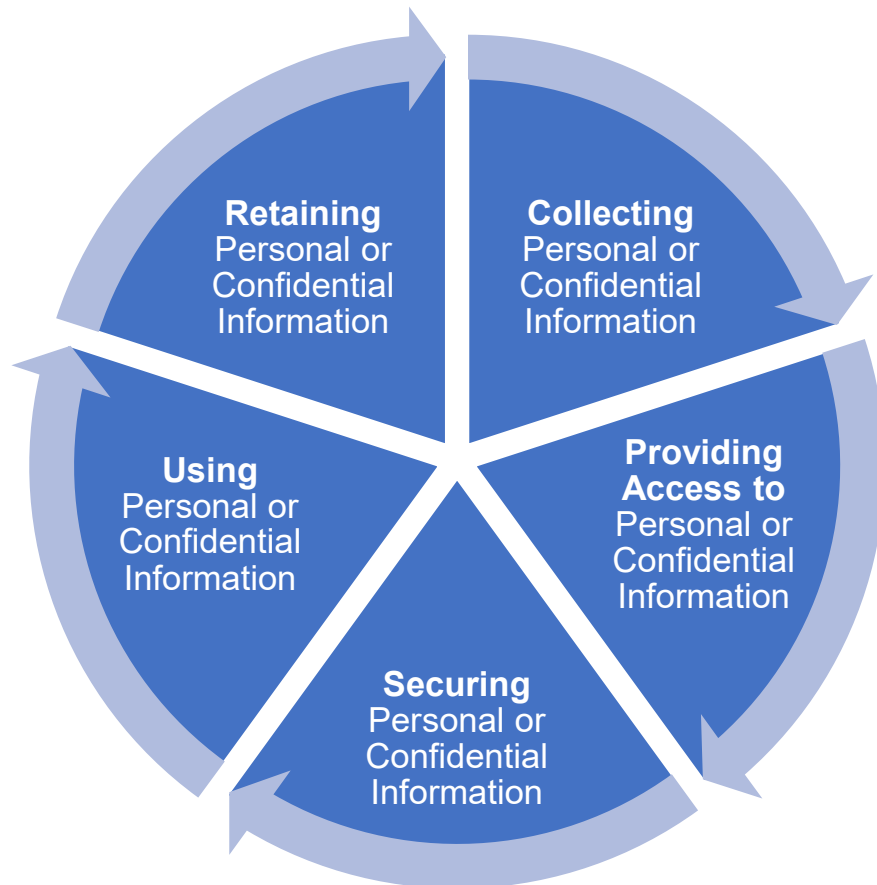 Retaining
Personal or
Confidential
Information
Collecting
Personal or
Confidential
Information
Providing
Access to
Personal or
Confidential
Information
Securing
Personal or
Confidential
Information
Using
Personal or
Confidential
Information